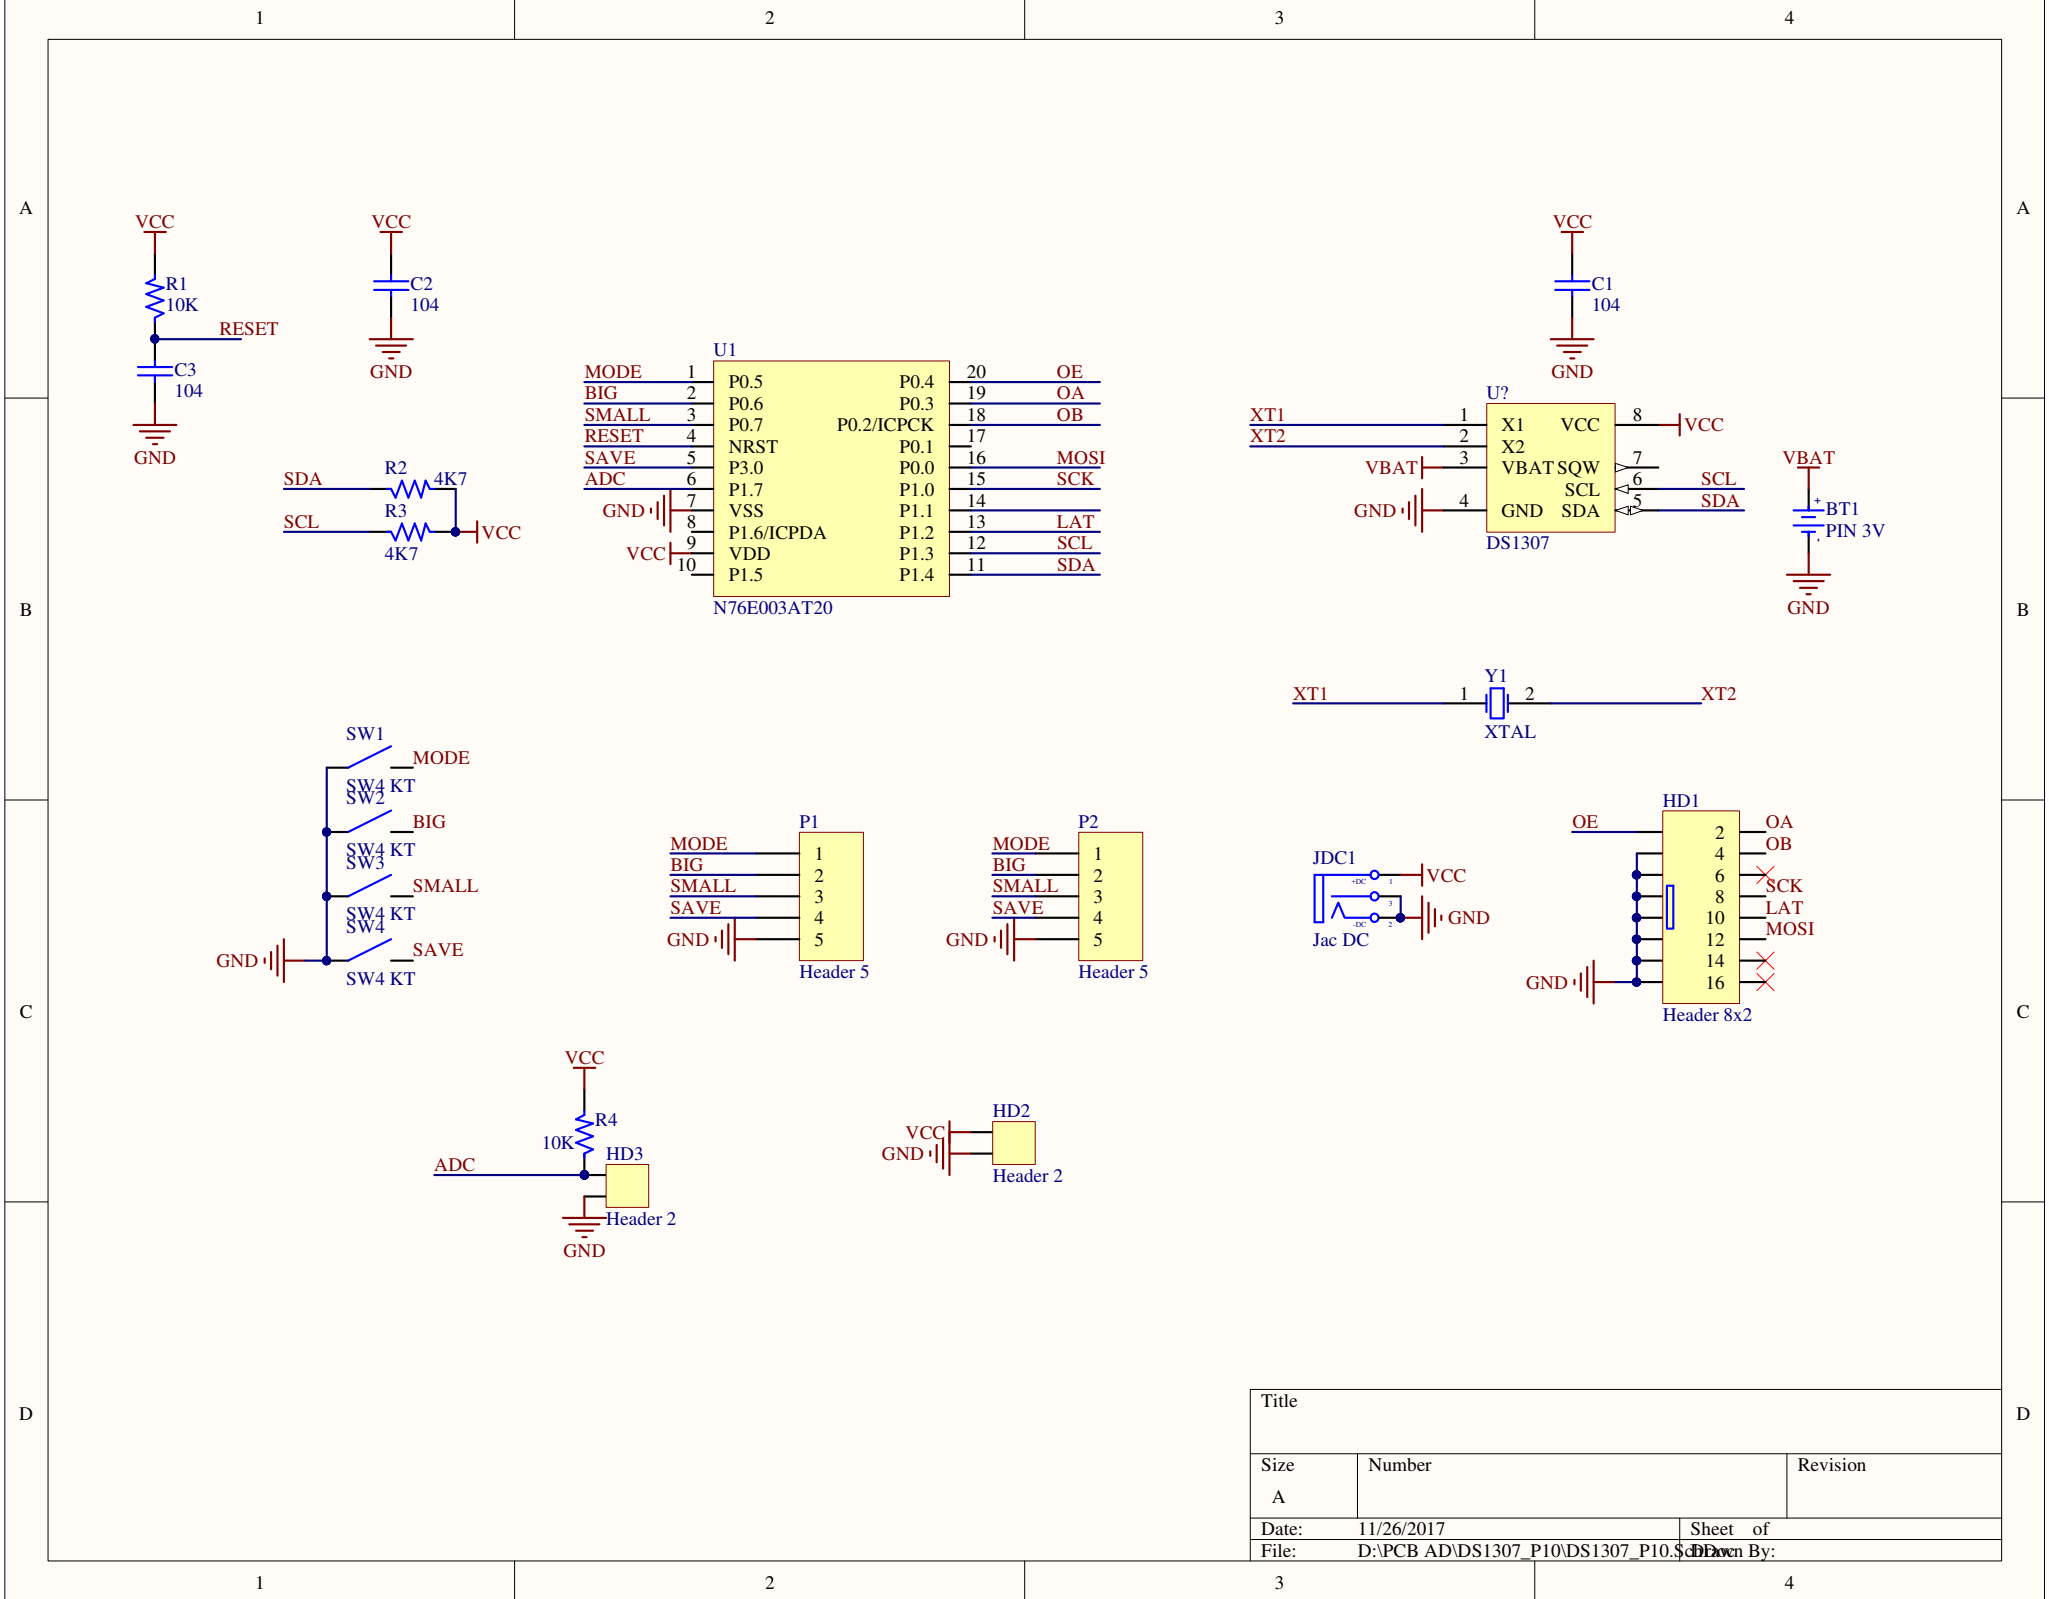 1 2 3 4
A A
VCC VCC VCC
R1
10K
C2
104
C1
104
RESET
C3
104
GND
GND
GND
U1
MODE 1 P0.5 P0.4 20 OE
BIG 2 P0.6 P0.3 19 OA
SMALL 3 P0.7 P0.2/ICPCK 18 OB
RESET 4 NRST P0.1 17
SAVE 5 P3.0 P0.0 16 MOSI
ADC 6 P1.7 P1.0 15 SCK
GND 7 VSS P1.1 14
8 P1.6/ICPDA P1.2 13 LAT
VCC 9 VDD P1.3 12 SCL
10 P1.5 P1.4 11 SDA
N76E003AT20
SDA R2 4K7
SCL R3 VCC
4K7
U?
XT1 1 X1 VCC 8 VCC
XT2 2 X2
VBAT 3 VBAT SQW 7
SCL 6 SCL
GND 4 GND SDA 5 SDA
DS1307
VBAT
+
BT1
PIN 3V
GND
B B
Y1
XT1 1 2 XT2
XTAL
SW1
MODE
SW4 KT
SW2
BIG
SW4 KT
SW3
SMALL
SW4 KT
SW4
GND SAVE
SW4 KT
P1
MODE 1
BIG 2
SMALL 3
SAVE 4
GND 5
Header 5
P2
MODE 1
BIG 2
SMALL 3
SAVE 4
GND 5
Header 5
JDC1
+DC 1 VCC
3
-DC 2 GND
Jac DC
HD1
OE 2 OA
4 OB
6
8 SCK
10 LAT
12 MOSI
14
GND 16
Header 8x2
C C
VCC
R4
10K
ADC HD3
Header 2
GND
HD2
VCC
GND
Header 2
D D
Title
Size Number Revision
A
Date: 11/26/2017 Sheet of
File: D:\PCB AD\DS1307_P10\DS1307_P10.SchDoc Drawn By:
1 2 3 4